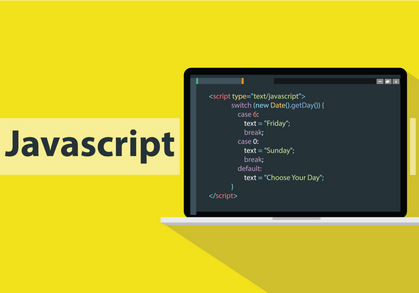 Javascript
<script type="text/javascript">
switch (new Date().getDay()) {
case 6:
text = "Friday";
break;
case 0:
text = "Sunday";
break;
default:
text = "Choose Your Day";
}
</script>